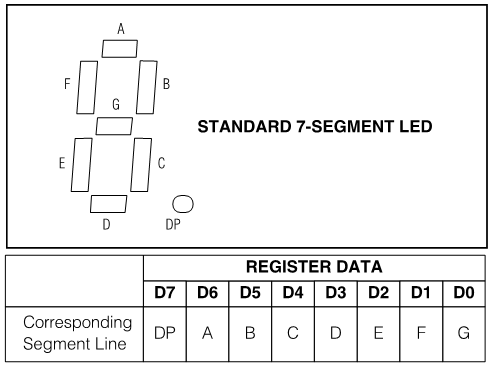 A
F
B
G
STANDARD 7-SEGMENT LED
E
C
D
DP
REGISTER DATA
D7 D6 D5 D4 D3 D2 D1 D0
Corresponding
Segment Line
DP A B C D E F G